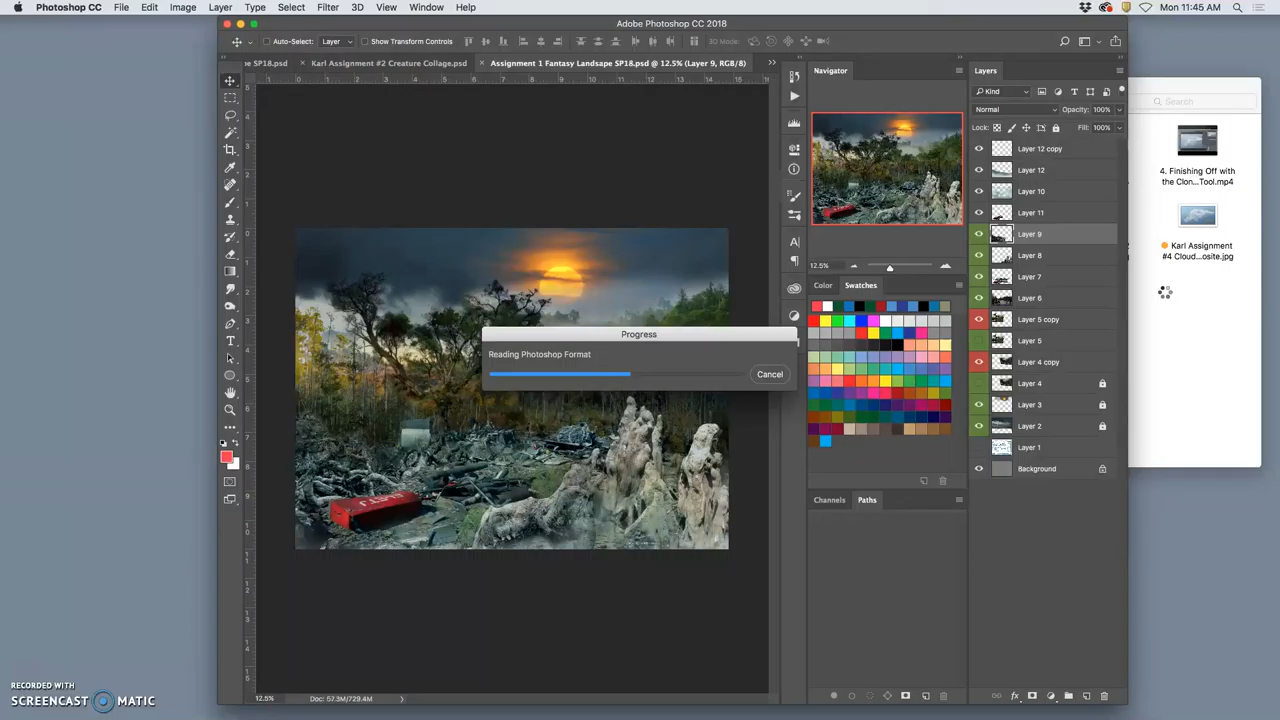 Photoshop CC File Edit Image Layer Type Select Filter 3D View Window Help Mon 11:45 AM
Adobe Photoshop CC 2018
Auto-Select: Layer Show Transform Controls 3D Mode:
e SP18.psd × Karl Assignment #2 Creature Collage.psd × Assignment 1 Fantasy Landscape SP18.psd @ 12.5% (Layer 9, RGB/8)
Navigator
12.5%
Color Swatches
Channels Paths
Layers
Kind
Normal Opacity: 100%
Lock: Fill: 100%
Layer 12 copy
Layer 12
Layer 10
Layer 11
Layer 9
Layer 8
Layer 7
Layer 6
Layer 5 copy
Layer 5
Layer 4 copy
Layer 4
Layer 3
Layer 2
Layer 1
Background
Progress
Reading Photoshop Format
Cancel
Search
4. Finishing Off with
the Clon...Tool.mp4
Karl Assignment
#4 Cloud...osite.jpg
12.5% Doc: 57.3M/729.4M
RECORDED WITH
SCREENCAST MATIC